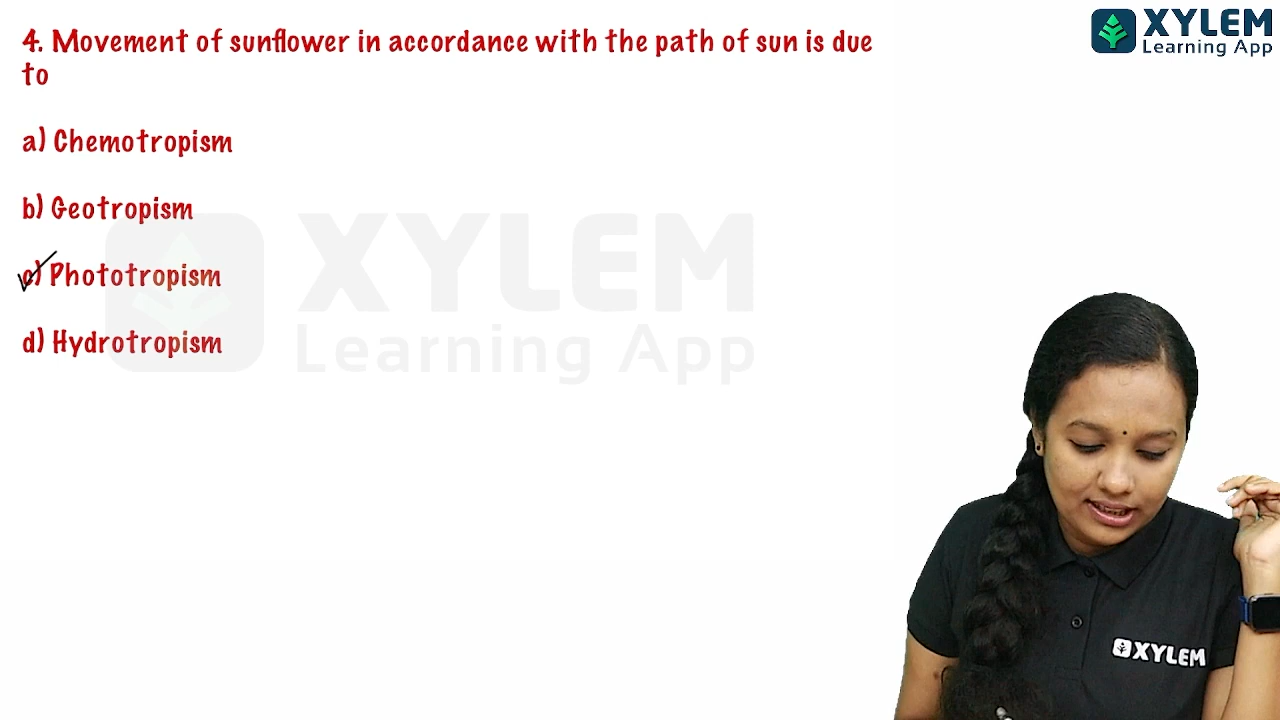 4. Movement of sunflower in accordance with the path of sun is due
to
a) Chemotropism
b) Geotropism
c) Phototropism
d) Hydrotropism
XYLEM
Learning App
XYLEM
Learning App
XYLEM